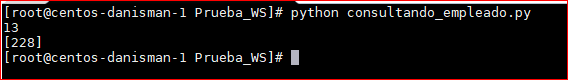 [root@centos-danisman-1 Prueba_WS]# python consultando_empleado.py
13
[228]
[root@centos-danisman-1 Prueba_WS]#